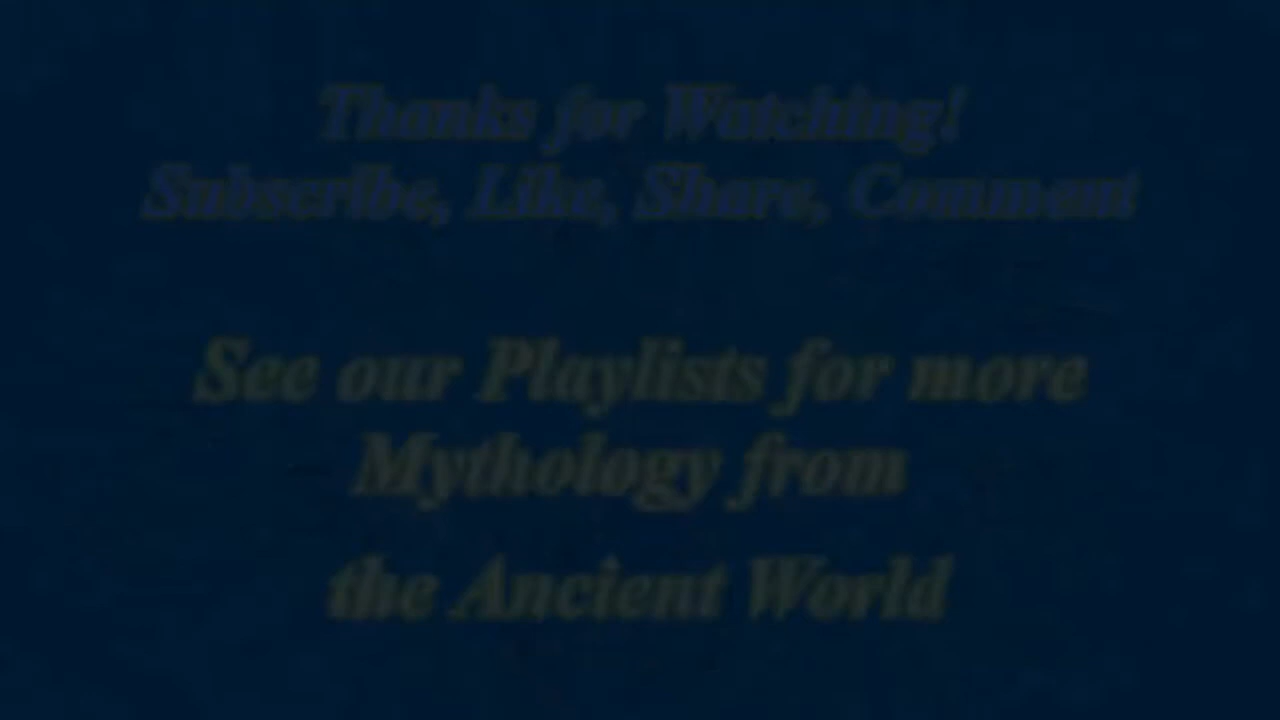 Thanks for Watching!
Subscribe, Like, Share, Comment
See our Playlists for more
Mythology from
the Ancient World